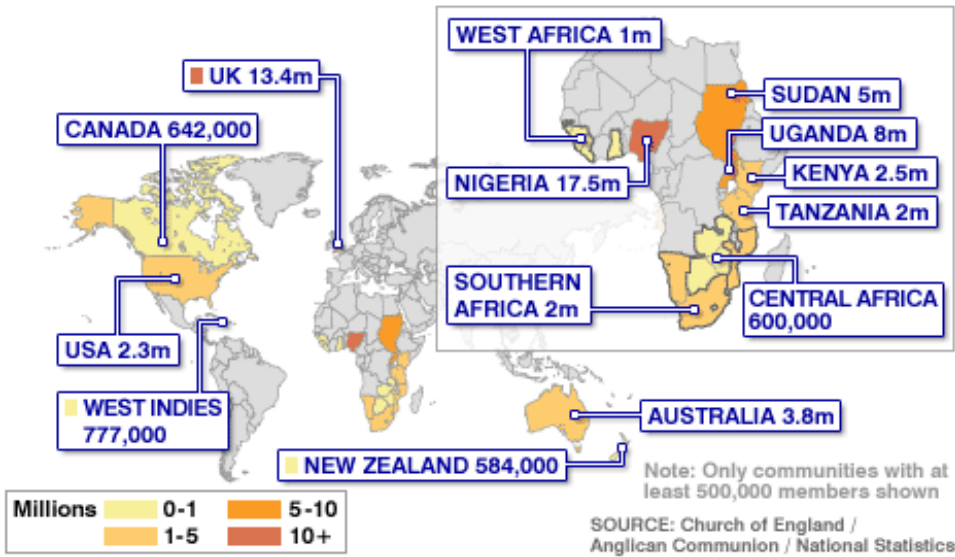 WEST AFRICA 1m
UK 13.4m
SUDAN 5m
CANADA 642,000
UGANDA 8m
KENYA 2.5m
NIGERIA 17.5m
TANZANIA 2m
SOUTHERN
AFRICA 2m
CENTRAL AFRICA
600,000
USA 2.3m
WEST INDIES
777,000
AUSTRALIA 3.8m
NEW ZEALAND 584,000
Note: Only communities with at
least 500,000 members shown
Millions 0-1 5-10
1-5 10+
SOURCE: Church of England /
Anglican Communion / National Statistics